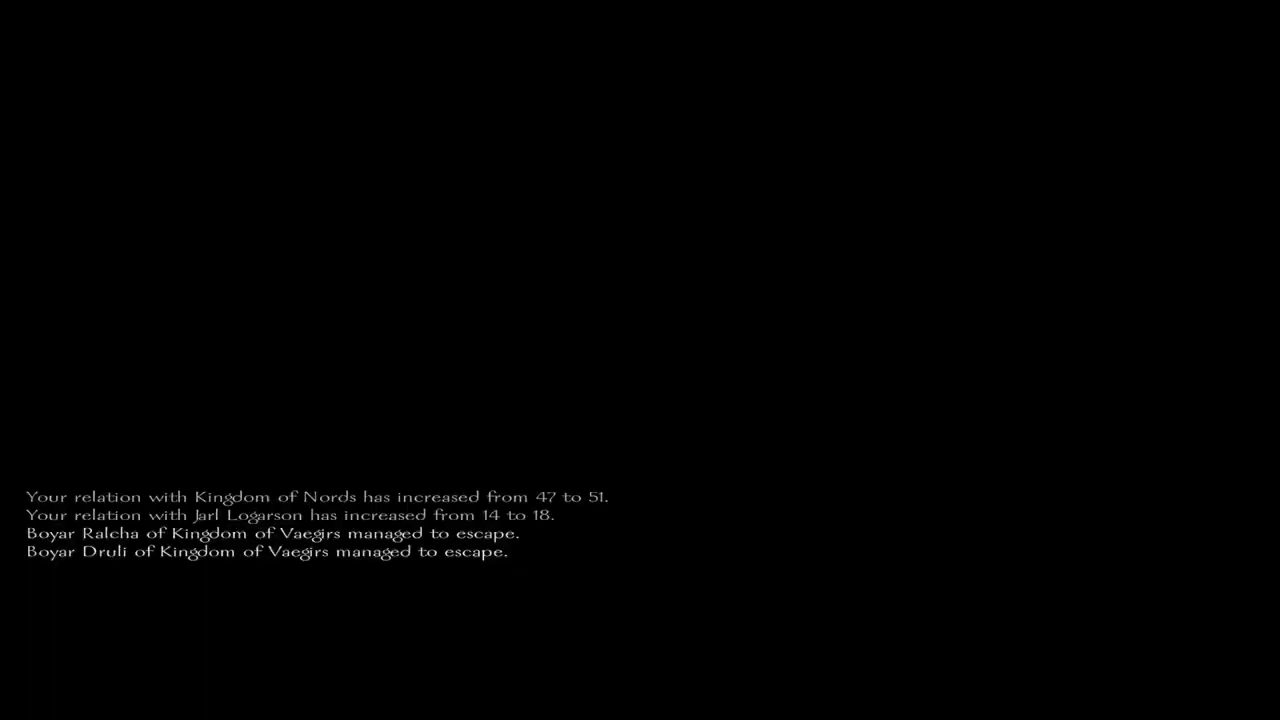 Your relation with Kingdom of Nords has increased from 47 to 51.
Your relation with Jarl Logarson has increased from 14 to 18.
Boyar Ralcha of Kingdom of Vaegirs managed to escape.
Boyar Druli of Kingdom of Vaegirs managed to escape.